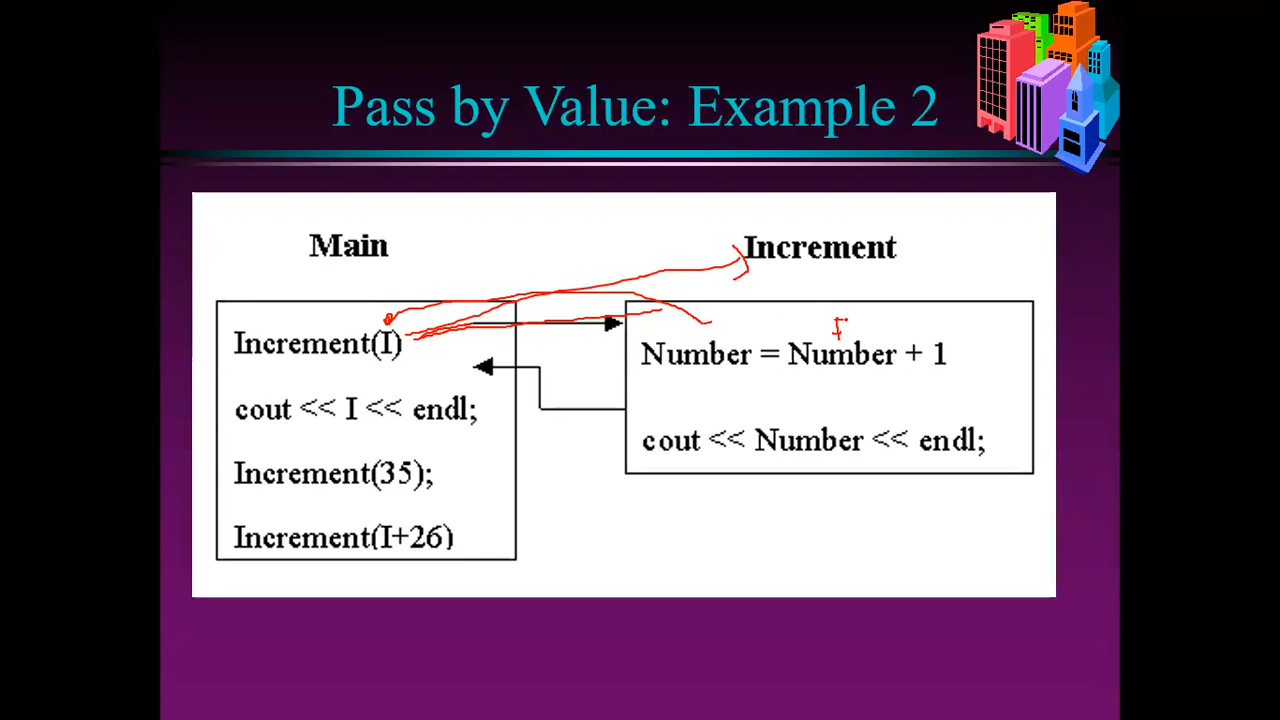 Pass by Value: Example 2
Main
Increment
Increment(I)
cout << I << endl;
Increment(35);
Increment(I+26)
Number = Number + 1
cout << Number << endl;